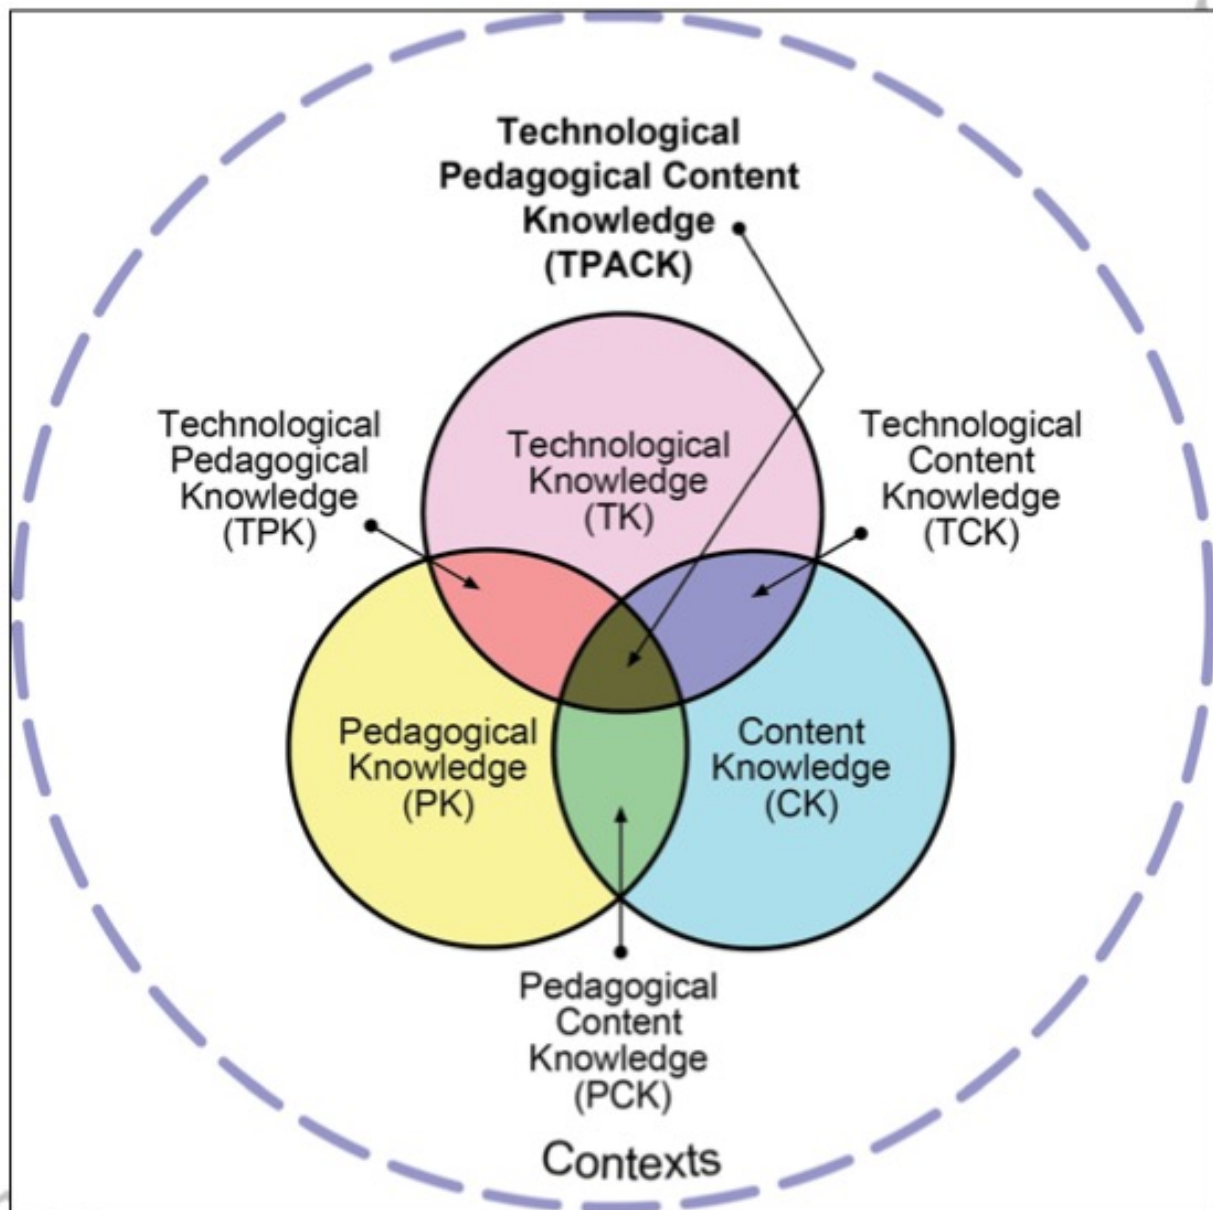 Technological
Pedagogical Content
Knowledge
(TPACK)
Technological
Pedagogical
Knowledge
(TPK)
Technological
Knowledge
(TK)
Technological
Content
Knowledge
(TCK)
Pedagogical
Knowledge
(PK)
Content
Knowledge
(CK)
Pedagogical
Content
Knowledge
(PCK)
Contexts